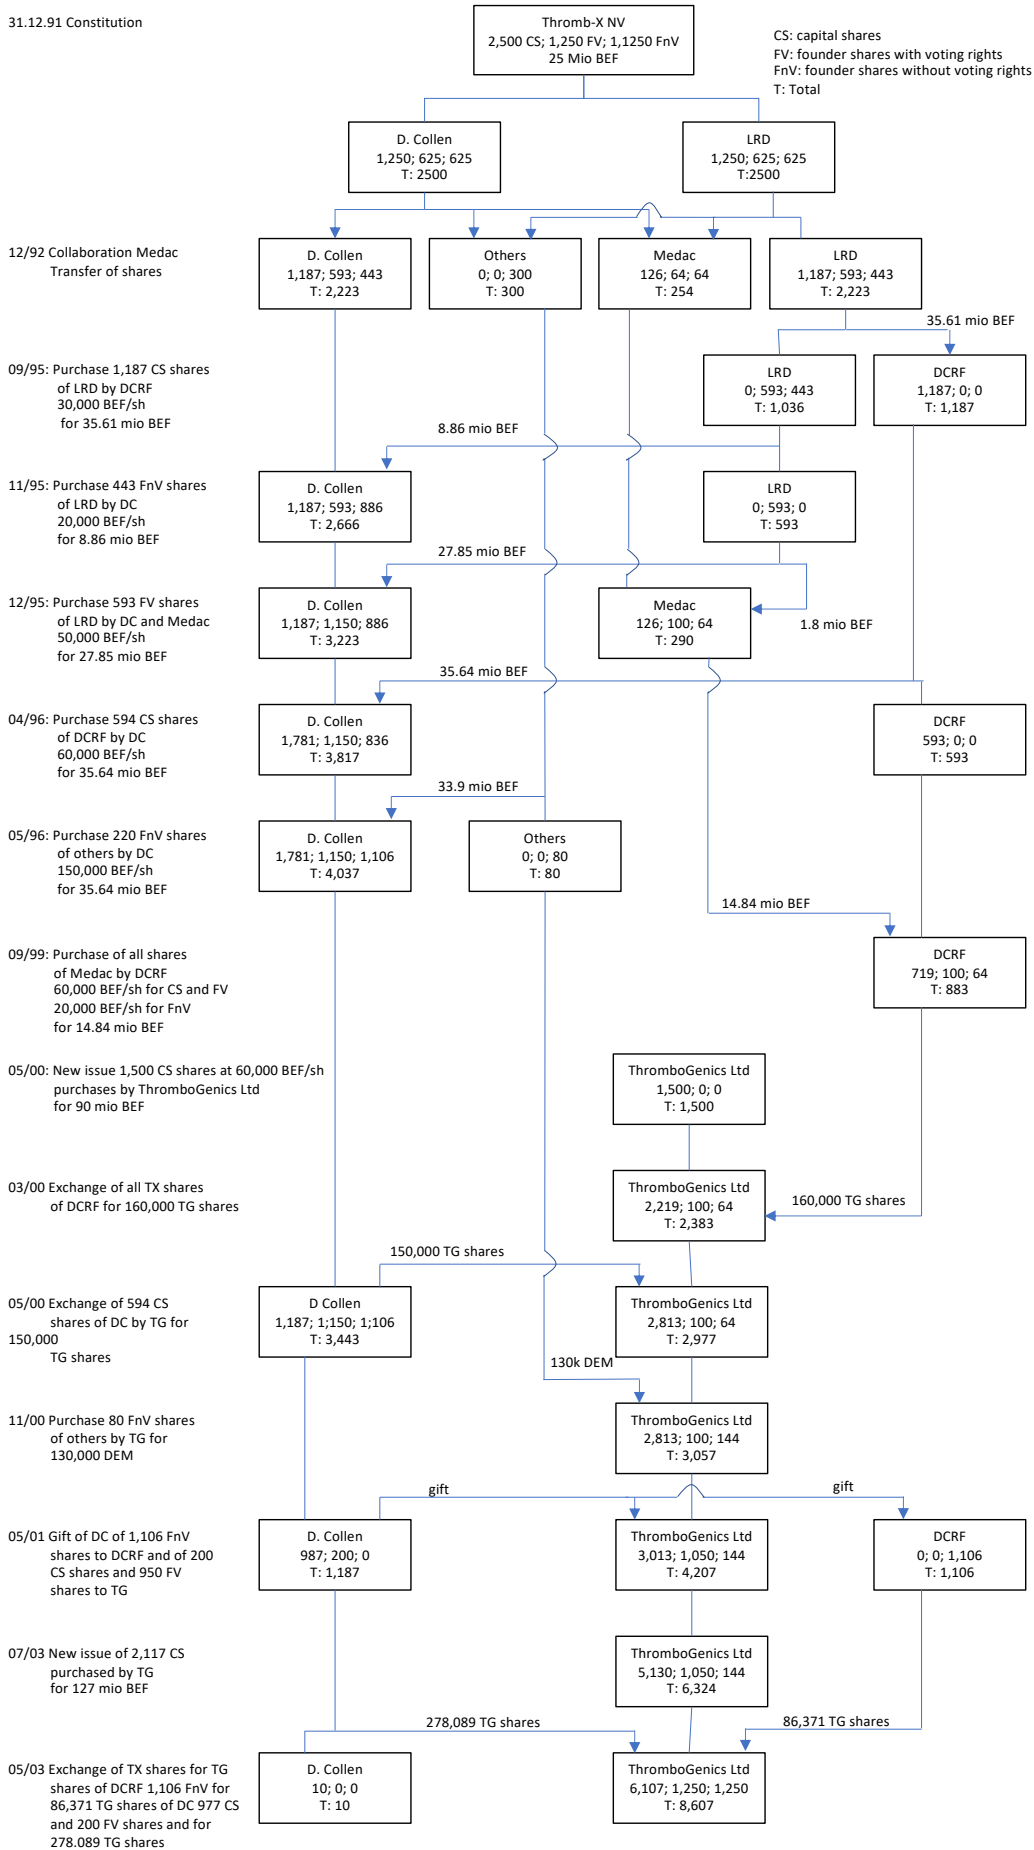 31.12.91 Constitution
Thromb-X NV
2,500 CS; 1,250 FV; 1,1250 FnV
25 Mio BEF
CS: capital shares
FV: founder shares with voting rights
FnV: founder shares without voting rights
T: Total
D. Collen
1,250; 625; 625
T: 2500
LRD
1,250; 625; 625
T:2500
12/92 Collaboration Medac
Transfer of shares
D. Collen
1,187; 593; 443
T: 2,223
Others
0; 0; 300
T: 300
Medac
126; 64; 64
T: 254
LRD
1,187; 593; 443
T: 2,223
35.61 mio BEF
09/95: Purchase 1,187 CS shares
of LRD by DCRF
30,000 BEF/sh
for 35.61 mio BEF
LRD
0; 593; 443
T: 1,036
DCRF
1,187; 0; 0
T: 1,187
8.86 mio BEF
11/95: Purchase 443 FnV shares
of LRD by DC
20,000 BEF/sh
for 8.86 mio BEF
D. Collen
1,187; 593; 886
T: 2,666
LRD
0; 593; 0
T: 593
27.85 mio BEF
12/95: Purchase 593 FV shares
of LRD by DC and Medac
50,000 BEF/sh
for 27.85 mio BEF
D. Collen
1,187; 1,150; 886
T: 3,223
Medac
126; 100; 64
T: 290
1.8 mio BEF
35.64 mio BEF
04/96: Purchase 594 CS shares
of DCRF by DC
60,000 BEF/sh
for 35.64 mio BEF
D. Collen
1,781; 1,150; 836
T: 3,817
DCRF
593; 0; 0
T: 593
33.9 mio BEF
05/96: Purchase 220 FnV shares
of others by DC
150,000 BEF/sh
for 35.64 mio BEF
D. Collen
1,781; 1,150; 1,106
T: 4,037
Others
0; 0; 80
T: 80
14.84 mio BEF
09/99: Purchase of all shares
of Medac by DCRF
60,000 BEF/sh for CS and FV
20,000 BEF/sh for FnV
for 14.84 mio BEF
DCRF
719; 100; 64
T: 883
05/00: New issue 1,500 CS shares at 60,000 BEF/sh
purchases by ThromboGenics Ltd
for 90 mio BEF
ThromboGenics Ltd
1,500; 0; 0
T: 1,500
03/00 Exchange of all TX shares
of DCRF for 160,000 TG shares
ThromboGenics Ltd
2,219; 100; 64
T: 2,383
160,000 TG shares
150,000 TG shares
05/00 Exchange of 594 CS
shares of DC by TG for
150,000
TG shares
D Collen
1,187; 1;150; 1;106
T: 3,443
ThromboGenics Ltd
2,813; 100; 64
T: 2,977
130k DEM
11/00 Purchase 80 FnV shares
of others by TG for
130,000 DEM
ThromboGenics Ltd
2,813; 100; 144
T: 3,057
gift
gift
05/01 Gift of DC of 1,106 FnV
shares to DCRF and of 200
CS shares and 950 FV
shares to TG
D. Collen
987; 200; 0
T: 1,187
ThromboGenics Ltd
3,013; 1,050; 144
T: 4,207
DCRF
0; 0; 1,106
T: 1,106
07/03 New issue of 2,117 CS
purchased by TG
for 127 mio BEF
ThromboGenics Ltd
5,130; 1,050; 144
T: 6,324
278,089 TG shares
86,371 TG shares
05/03 Exchange of TX shares for TG
shares of DCRF 1,106 FnV for
86,371 TG shares of DC 977 CS
and 200 FV shares and for
278.089 TG shares
D. Collen
10; 0; 0
T: 10
ThromboGenics Ltd
6,107; 1,250; 1,250
T: 8,607